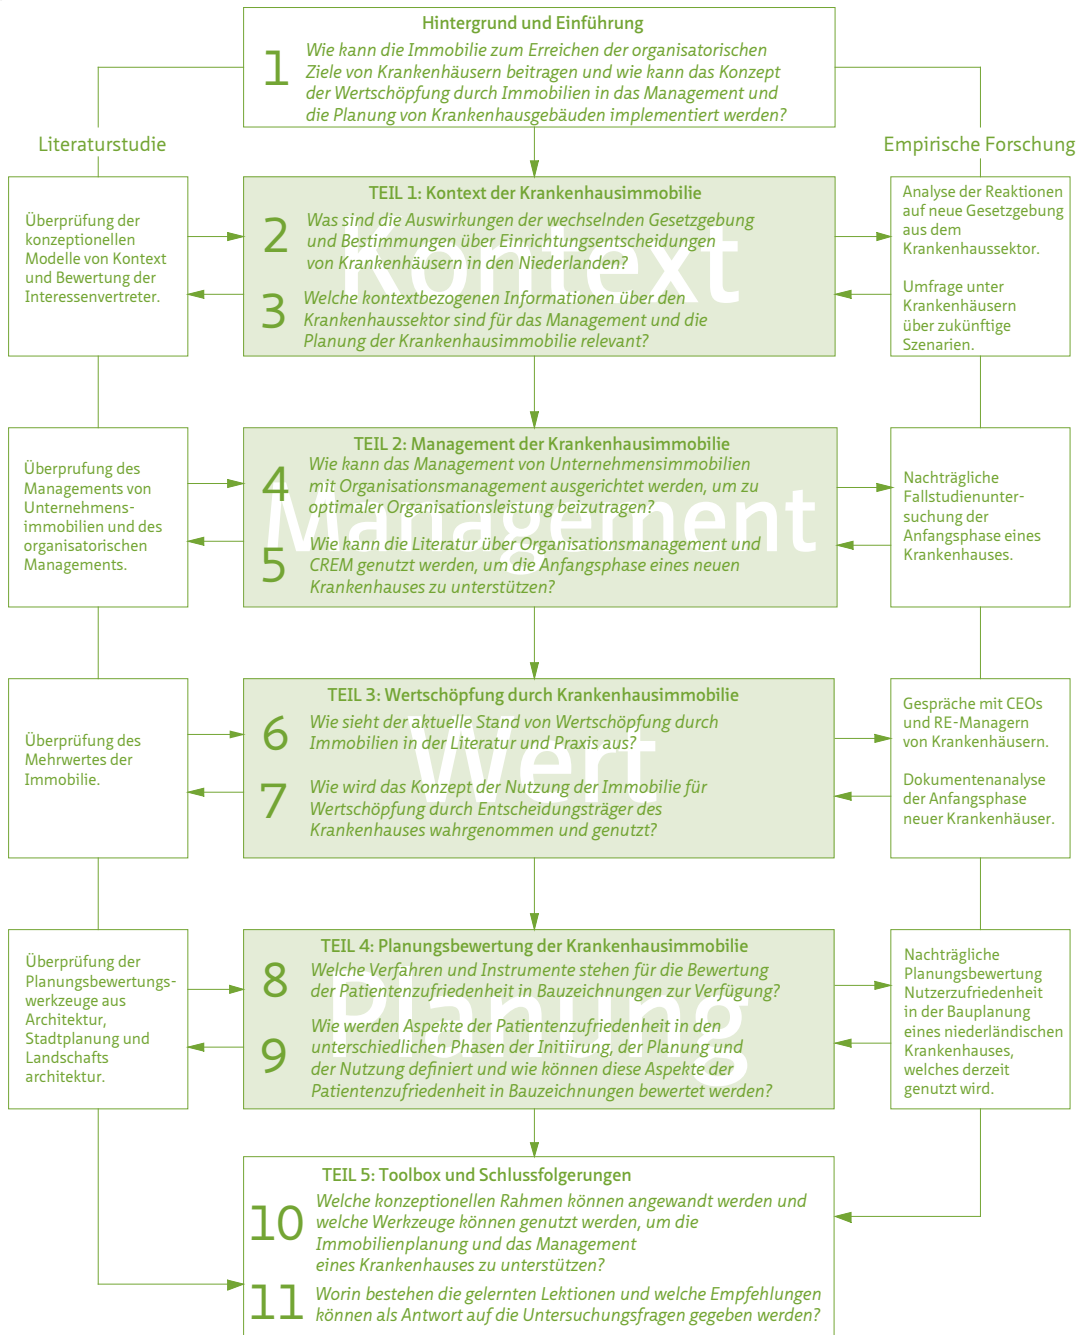 Hintergrund und Einführung
1
Wie kann die Immobilie zum Erreichen der organisatorischen
Ziele von Krankenhäusern beitragen und wie kann das Konzept
der Wertschöpfung durch Immobilien in das Management und
die Planung von Krankenhausgebäuden implementiert werden?
Literaturstudie
Empirische Forschung
Überprüfung der
konzeptionellen
Modelle von Kontext
und Bewertung der
Interessenvertreter.
Kontext
TEIL 1: Kontext der Krankenhausimmobilie
2
Was sind die Auswirkungen der wechselnden Gesetzgebung
und Bestimmungen über Einrichtungsentscheidungen
von Krankenhäusern in den Niederlanden?
3
Welche kontextbezogenen Informationen über den
Krankenhaussektor sind für das Management und die
Planung der Krankenhausimmobilie relevant?
Analyse der Reaktionen
auf neue Gesetzgebung
aus dem
Krankenhaussektor.
Umfrage unter
Krankenhäusern
über zukünftige
Szenarien.
Überprufung des
Managements von
Unternehmens-
immobilien und des
organisatorischen
Managements.
Management
TEIL 2: Management der Krankenhausimmobilie
4
Wie kann das Management von Unternehmensimmobilien
mit Organisationsmanagement ausgerichtet werden, um zu
optimaler Organisationsleistung beizutragen?
5
Wie kann die Literatur über Organisationsmanagement und
CREM genutzt werden, um die Anfangsphase eines neuen
Krankenhauses zu unterstützen?
Nachträgliche
Fallstudienunter-
suchung der
Anfangsphase eines
Krankenhauses.
Überprüfung des
Mehrwertes der
Immobilie.
Wert
TEIL 3: Wertschöpfung durch Krankenhausimmobilie
6
Wie sieht der aktuelle Stand von Wertschöpfung durch
Immobilien in der Literatur und Praxis aus?
7
Wie wird das Konzept der Nutzung der Immobilie für
Wertschöpfung durch Entscheidungsträger des
Krankenhauses wahrgenommen und genutzt?
Gespräche mit CEOs
und RE-Managern
von Krankenhäusern.
Dokumentenanalyse
der Anfangsphase
neuer Krankenhäuser.
Überprüfung der
Planungsbewertungs-
werkzeuge aus
Architektur,
Stadtplanung und
Landschafts
architektur.
Planung
TEIL 4: Planungsbewertung der Krankenhausimmobilie
8
Welche Verfahren und Instrumente stehen für die Bewertung
der Patientenzufriedenheit in Bauzeichnungen zur Verfügung?
9
Wie werden Aspekte der Patientenzufriedenheit in den
unterschiedlichen Phasen der Initiirung, der Planung und
der Nutzung definiert und wie können diese Aspekte der
Patientenzufriedenheit in Bauzeichnungen bewertet werden?
Nachträgliche
Planungsbewertung
Nutzerzufriedenheit
in der Bauplanung
eines niederländischen
Krankenhauses,
welches derzeit
genutzt wird.
TEIL 5: Toolbox und Schlussfolgerungen
10
Welche konzeptionellen Rahmen können angewandt werden und
welche Werkzeuge können genutzt werden, um die
Immobilienplanung und das Management
eines Krankenhauses zu unterstützen?
11
Worin bestehen die gelernten Lektionen und welche Empfehlungen
können als Antwort auf die Untersuchungsfragen gegeben werden?